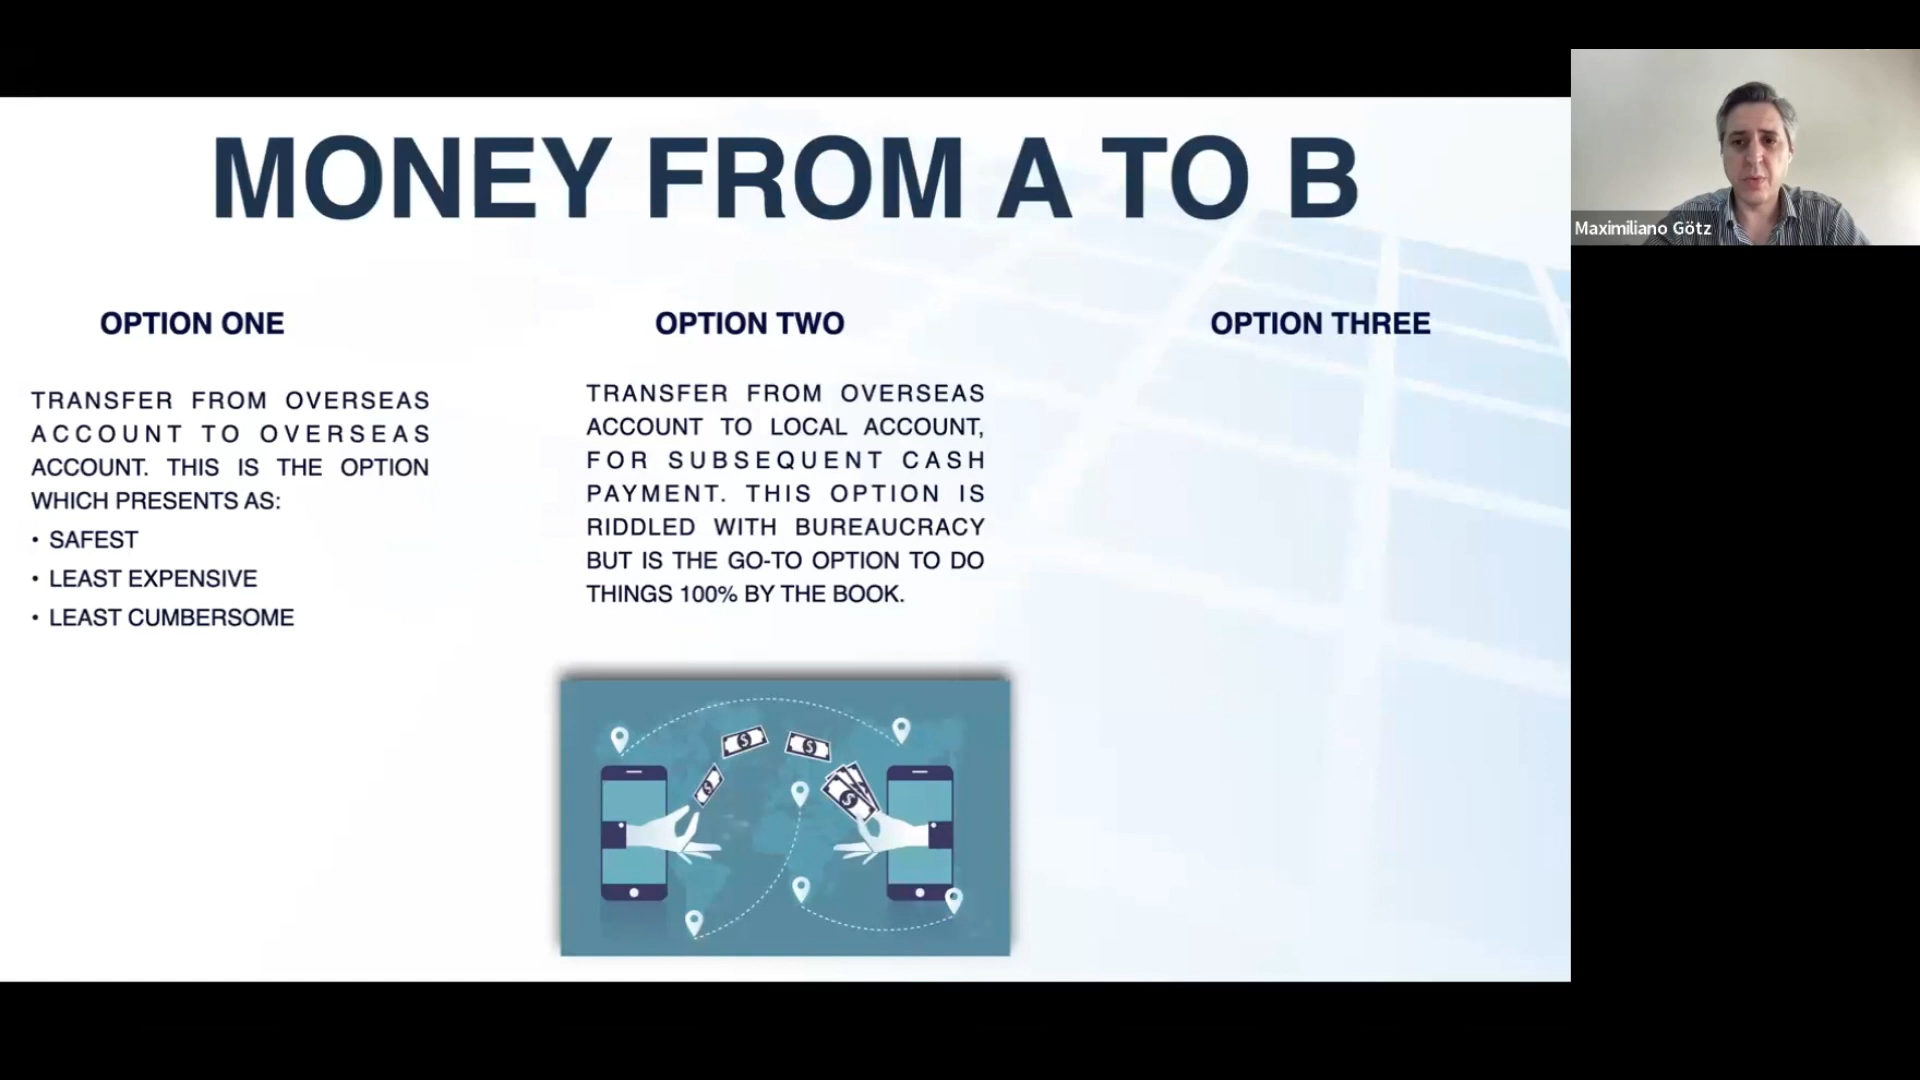 MONEY FROM A TO B
OPTION ONE
TRANSFER FROM OVERSEAS
ACCOUNT TO OVERSEAS
ACCOUNT. THIS IS THE OPTION
WHICH PRESENTS AS:
• SAFEST
• LEAST EXPENSIVE
• LEAST CUMBERSOME
OPTION TWO
TRANSFER FROM OVERSEAS
ACCOUNT TO LOCAL ACCOUNT,
FOR SUBSEQUENT CASH
PAYMENT. THIS OPTION IS
RIDDLED WITH BUREAUCRACY
BUT IS THE GO-TO OPTION TO DO
THINGS 100% BY THE BOOK.
OPTION THREE
Maximiliano Götz